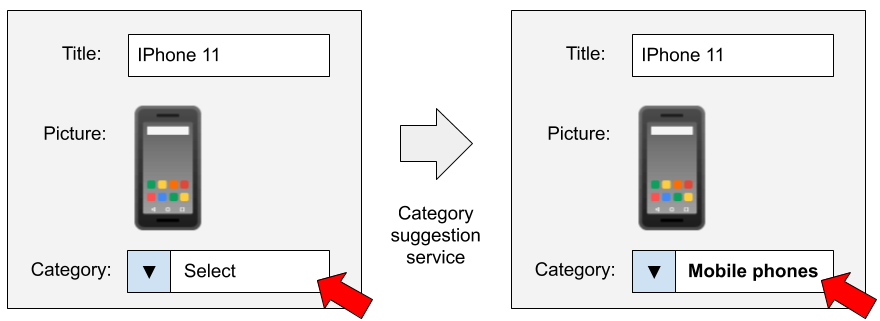 Title:
IPhone 11
Picture:
Category:
▼
Select
Category
suggestion
service
Title:
IPhone 11
Picture:
Category:
▼
Mobile phones